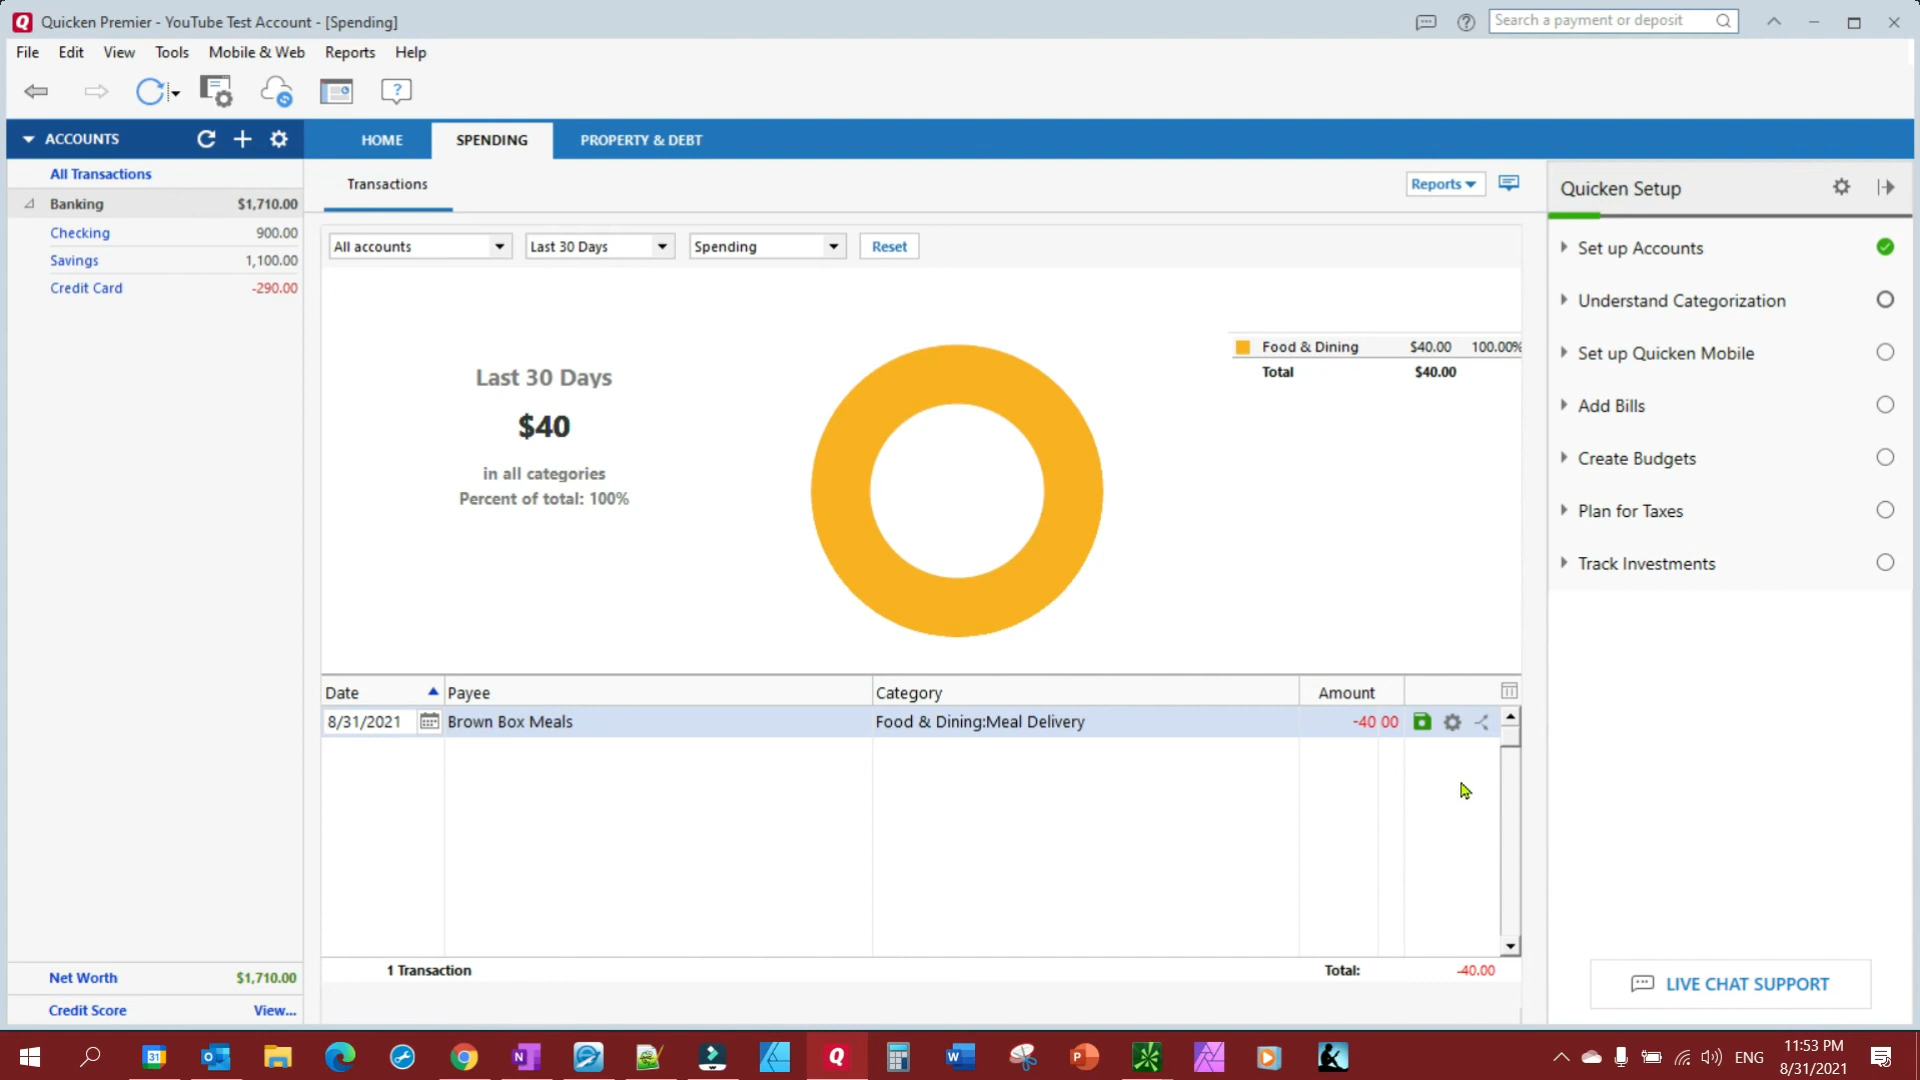 Quicken Premier - YouTube Test Account - [Spending]
Search a payment or deposit
File Edit View Tools Mobile & Web Reports Help
ACCOUNTS
HOME SPENDING PROPERTY & DEBT
All Transactions
Banking $1,710.00
Checking 900.00
Savings 1,100.00
Credit Card -290.00
Net Worth $1,710.00
Credit Score View...
Transactions
Reports
All accounts Last 30 Days Spending Reset
Last 30 Days
$40
in all categories
Percent of total: 100%
Food & Dining $40.00 100.00%
Total $40.00
Date Payee Category Amount
8/31/2021 Brown Box Meals Food & Dining:Meal Delivery -40 00
1 Transaction Total: -40.00
Quicken Setup
Set up Accounts
Understand Categorization
Set up Quicken Mobile
Add Bills
Create Budgets
Plan for Taxes
Track Investments
LIVE CHAT SUPPORT
ENG
11:53 PM
8/31/2021